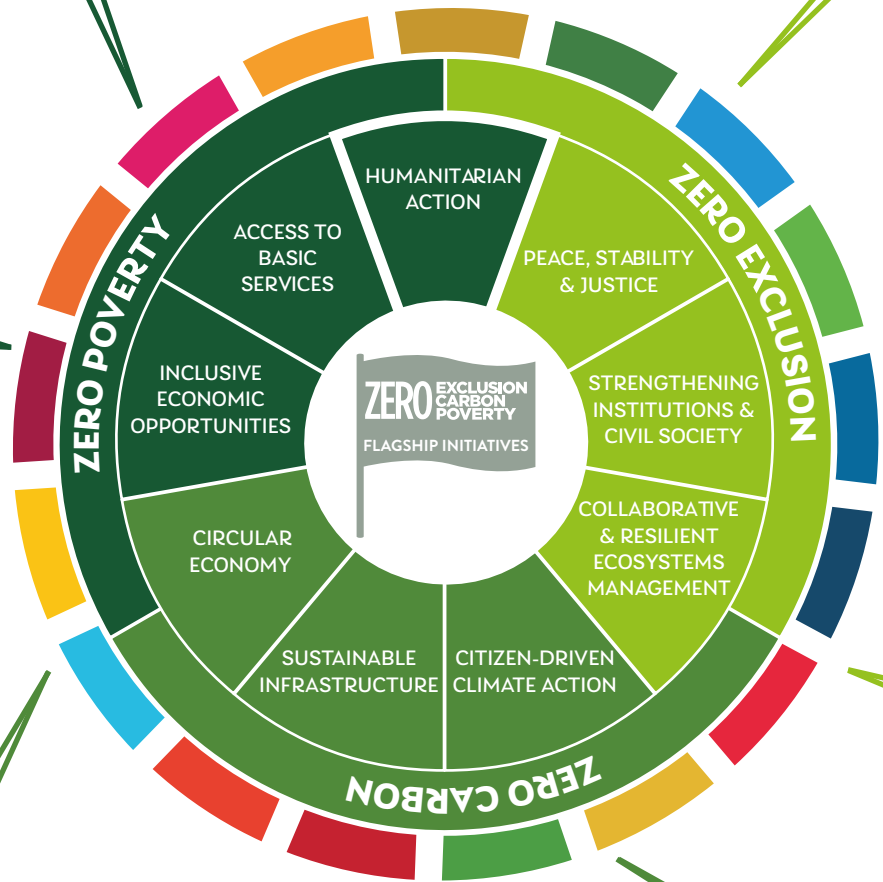 HUMANITARIAN
ACTION
PEACE, STABILITY
& JUSTICE
STRENGTHENING
INSTITUTIONS &
CIVIL SOCIETY
COLLABORATIVE
& RESILIENT
ECOSYSTEMS
MANAGEMENT
CITIZEN-DRIVEN
CLIMATE ACTION
SUSTAINABLE
INFRASTRUCTURE
CIRCULAR
ECONOMY
INCLUSIVE
ECONOMIC
OPPORTUNITIES
ACCESS TO
BASIC
SERVICES
ZERO POVERTY
ZERO EXCLUSION
ZERO CARBON
ZERO EXCLUSION
CARBON
POVERTY
FLAGSHIP INITIATIVES